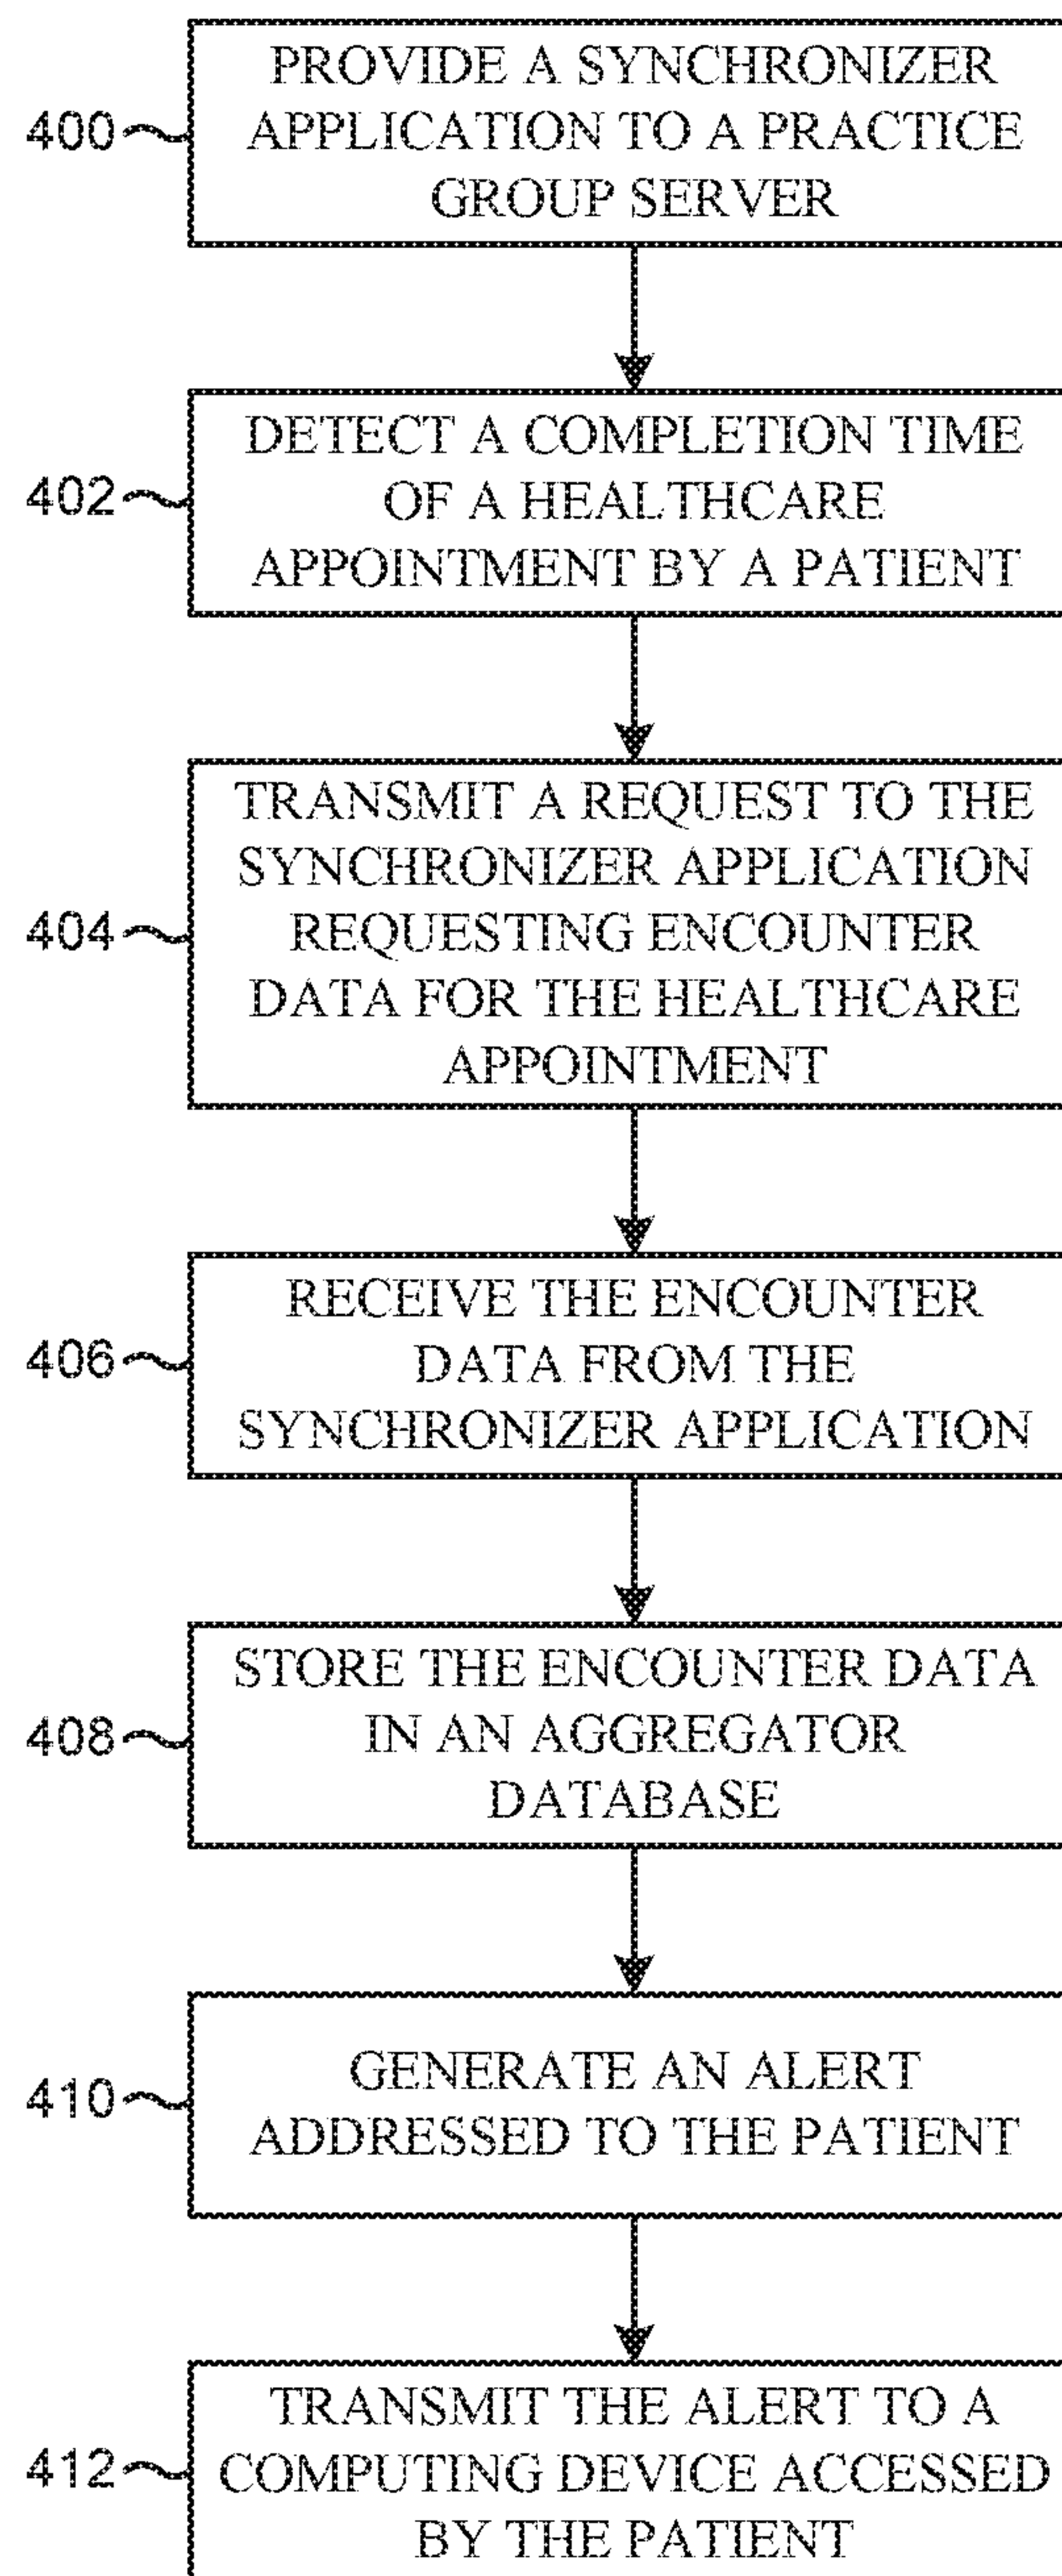 PROVIDE A SYNCHRONIZER
400 APPLICATION TO A PRACTICE
GROUP SERVER
DETECT A COMPLETION TIME
402 OF A HEALTHCARE
APPOINTMENT BY A PATIENT
TRANSMIT A REQUEST TO THE
SYNCHRONIZER APPLICATION
404 REQUESTING ENCOUNTER
DATA FOR THE HEALTHCARE
APPOINTMENT
RECEIVE THE ENCOUNTER
406 DATA FROM THE
SYNCHRONIZER APPLICATION
STORE THE ENCOUNTER DATA
408 IN AN AGGREGATOR
DATABASE
GENERATE AN ALERT
410 ADDRESSED TO THE PATIENT
TRANSMIT THE ALERT TO A
412 COMPUTING DEVICE ACCESSED
BY THE PATIENT